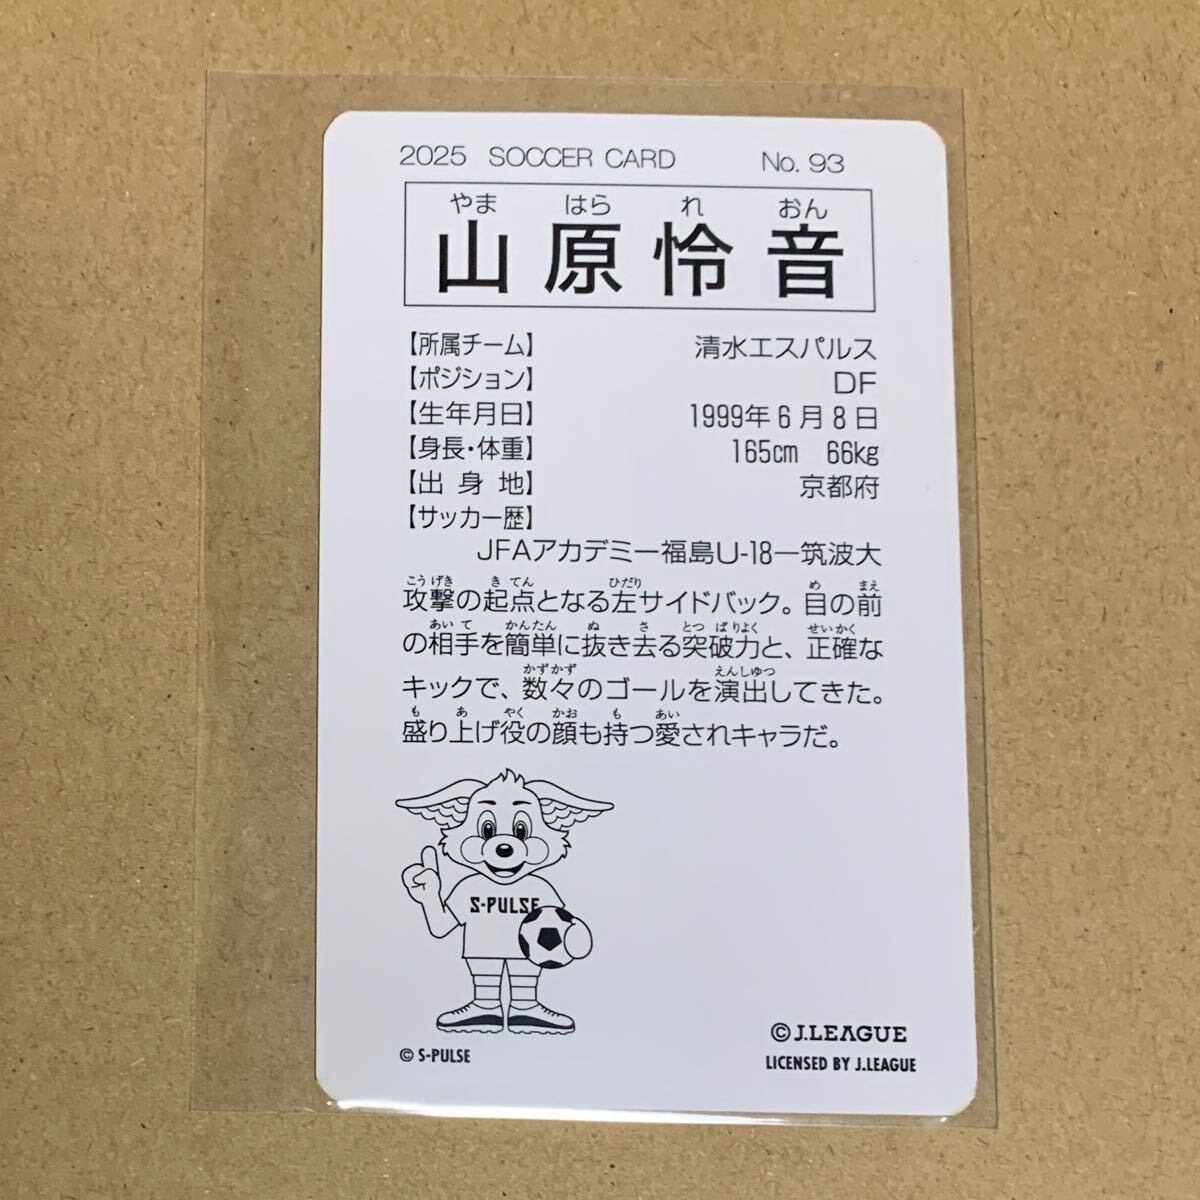 2025 SOCCER CARD No. 93
やま はら れ おん
山原怜音
【所属チーム】 清水エスパルス
【ポジション】 DF
【生年月日】 1999年6月8日
【身長・体重】 165cm 66kg
【出身地】 京都府
【サッカー歴】
JFAアカデミー福島U-18―筑波大
こうげき きてん ひだり め まえ
攻撃の起点となる左サイドバック。目の前
あいて かんたん ぬ さ とっぱりょく せいかく
の相手を簡単に抜き去る突破力と、正確な
かずかず えんしゅつ
キックで、数々のゴールを演出してきた。
も あ やく かお も あい
盛り上げ役の顔も持つ愛されキャラだ。
S-PULSE
© S-PULSE
© J.LEAGUE
LICENSED BY J.LEAGUE